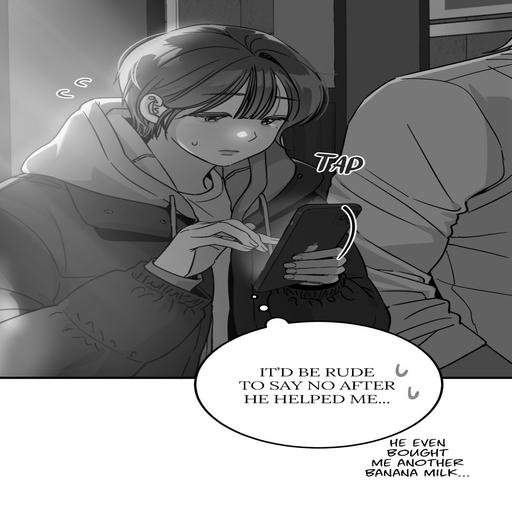 TAP
IT'D BE RUDE
TO SAY NO AFTER
HE HELPED ME...
HE EVEN
BOUGHT
ME ANOTHER
BANANA MILK...